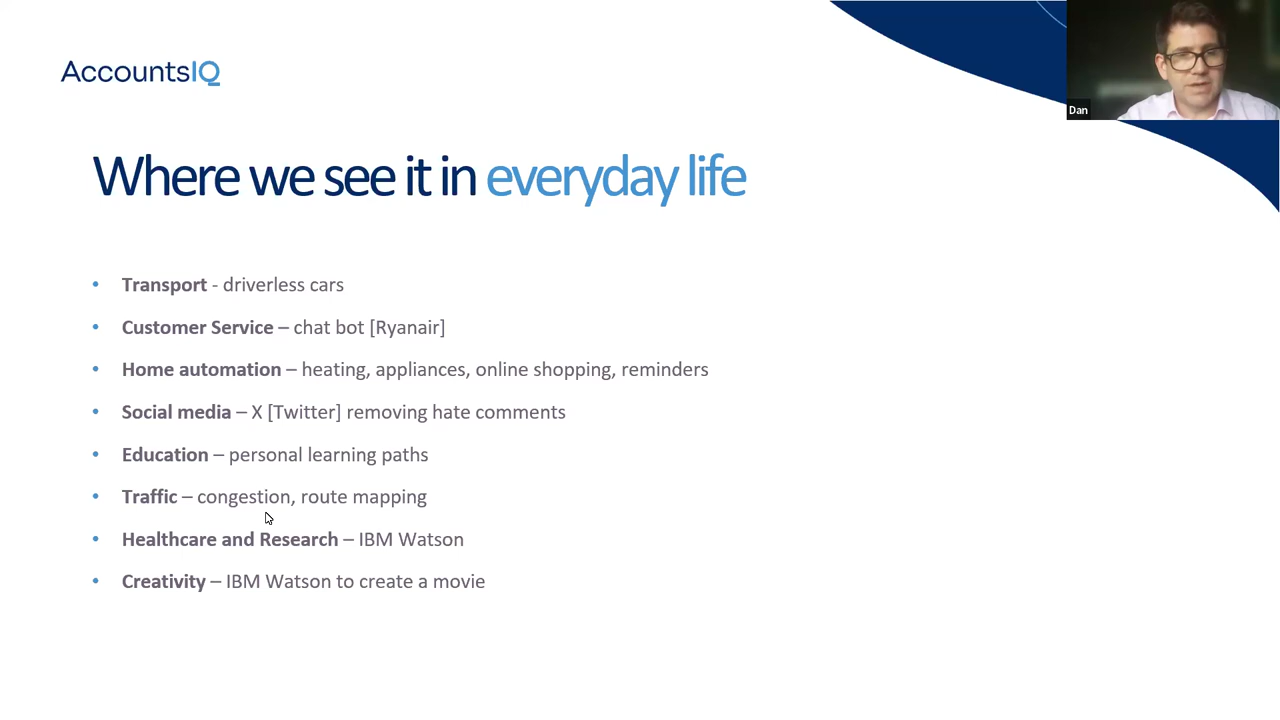 AccountsIQ
Dan
Where we see it in everyday life
• Transport - driverless cars
• Customer Service – chat bot [Ryanair]
• Home automation – heating, appliances, online shopping, reminders
• Social media – X [Twitter] removing hate comments
• Education – personal learning paths
• Traffic – congestion, route mapping
• Healthcare and Research – IBM Watson
• Creativity – IBM Watson to create a movie